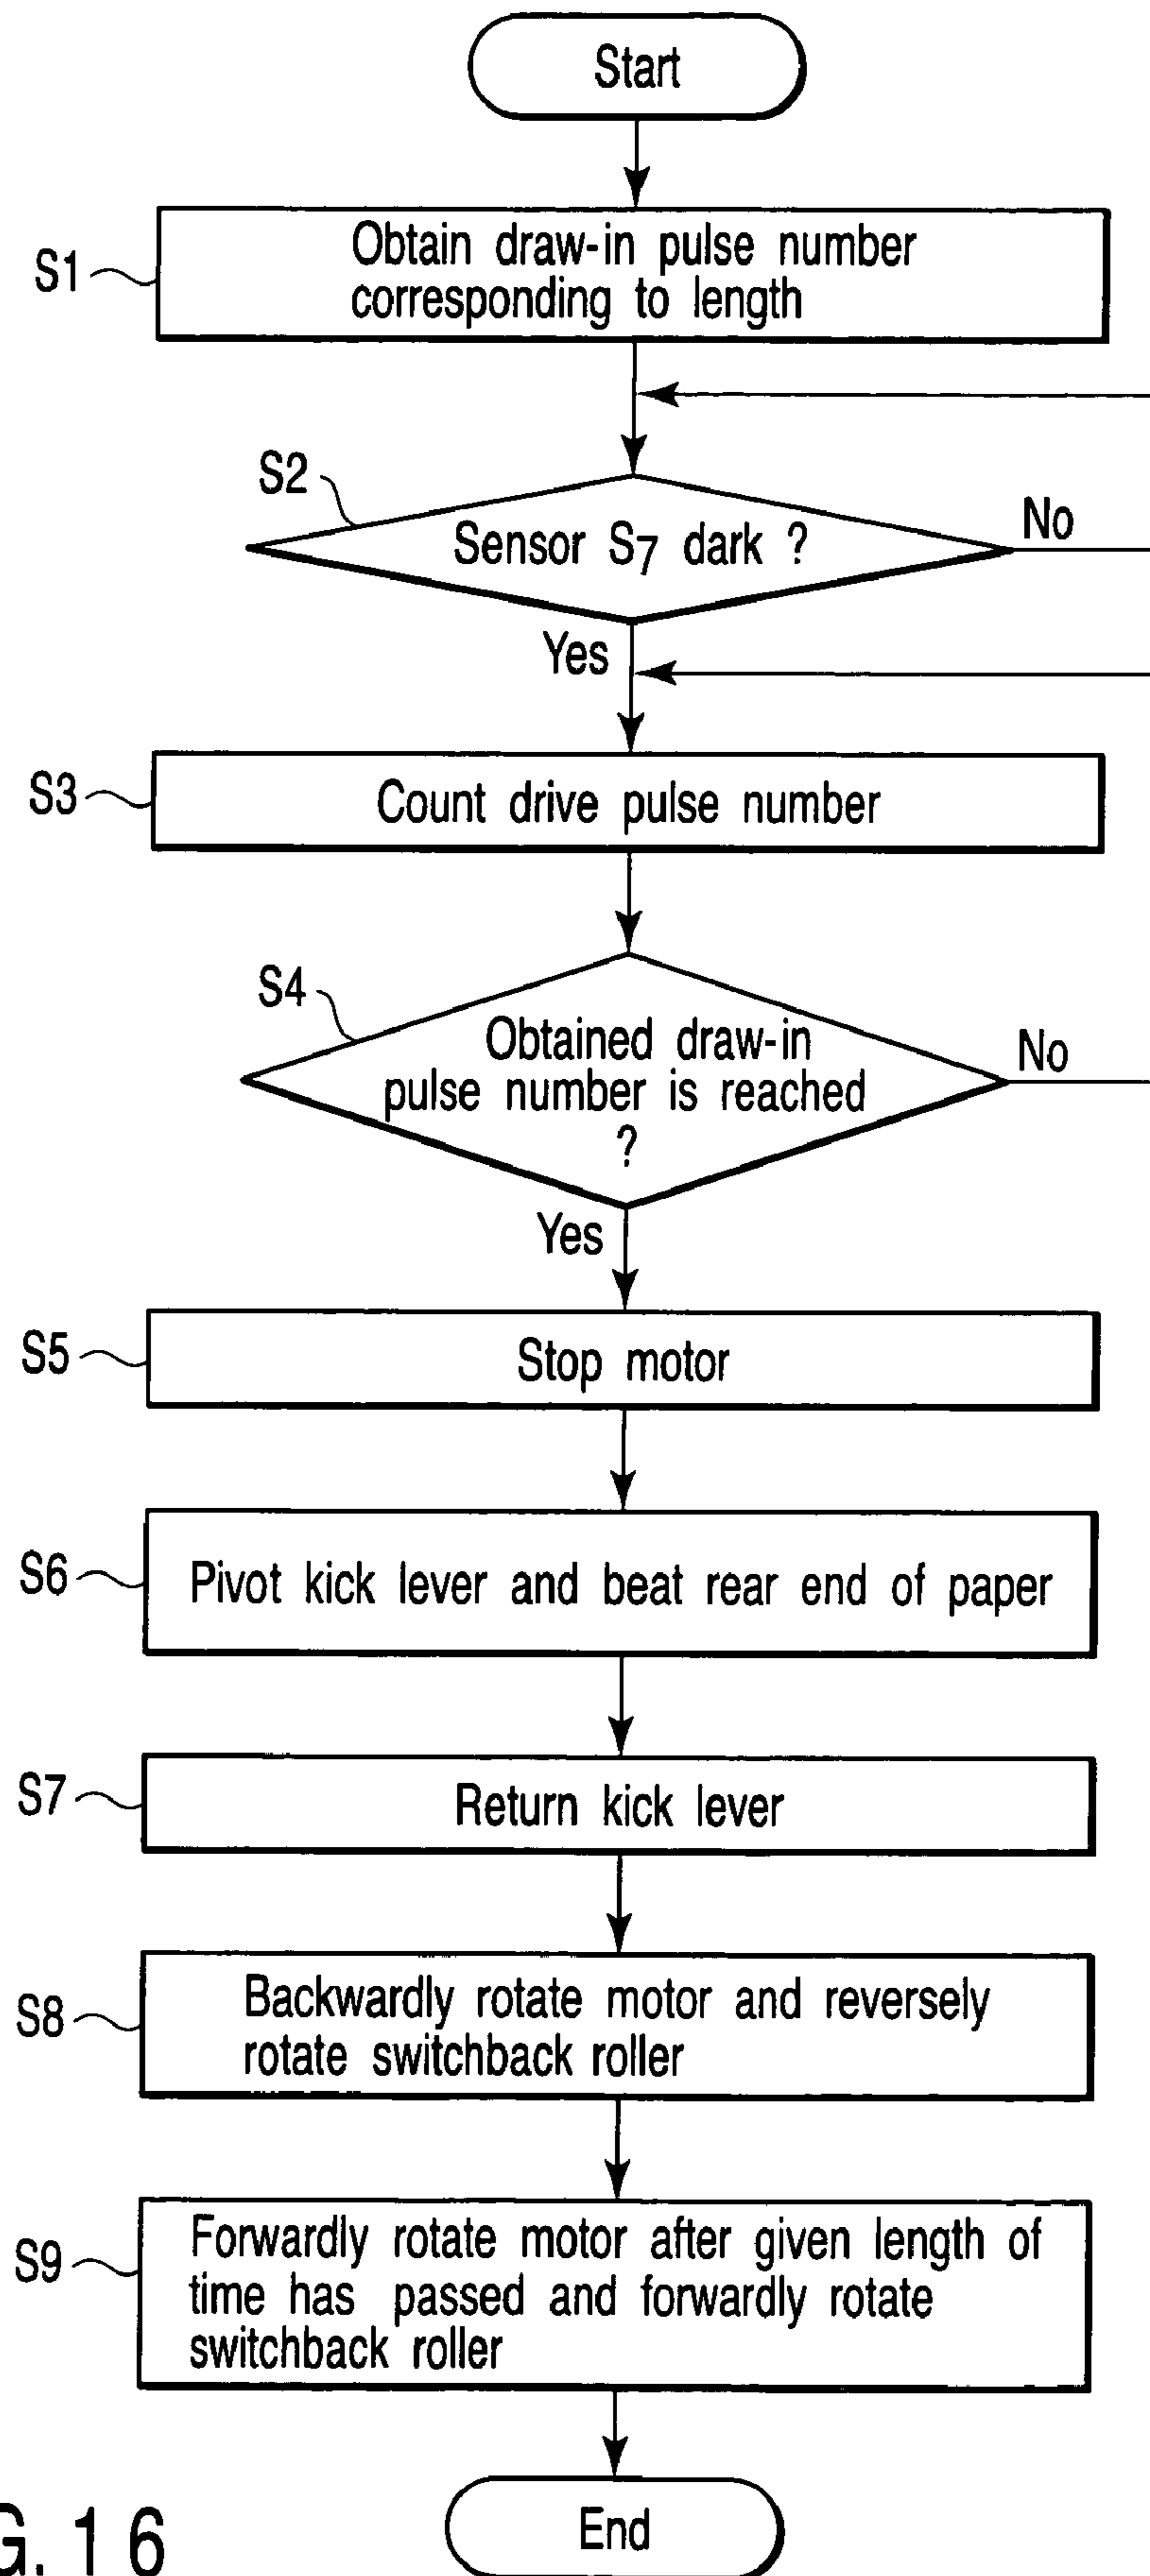 Start
S1
Obtain draw-in pulse number
corresponding to length
S2
Sensor S7 dark ?
No
Yes
S3
Count drive pulse number
S4
Obtained draw-in
pulse number is reached
?
No
Yes
S5
Stop motor
S6
Pivot kick lever and beat rear end of paper
S7
Return kick lever
S8
Backwardly rotate motor and reversely
rotate switchback roller
S9
Forwardly rotate motor after given length of
time has passed and forwardly rotate
switchback roller
End
G. 16